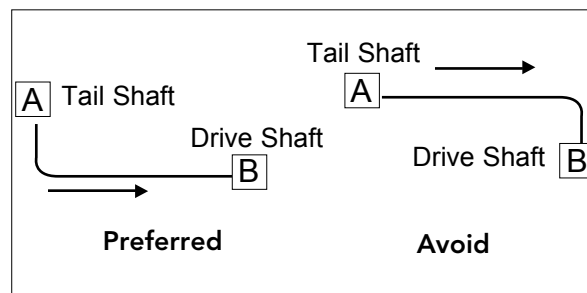 A Tail Shaft
Drive Shaft
B
Preferred
Tail Shaft
A
Drive Shaft B
Avoid